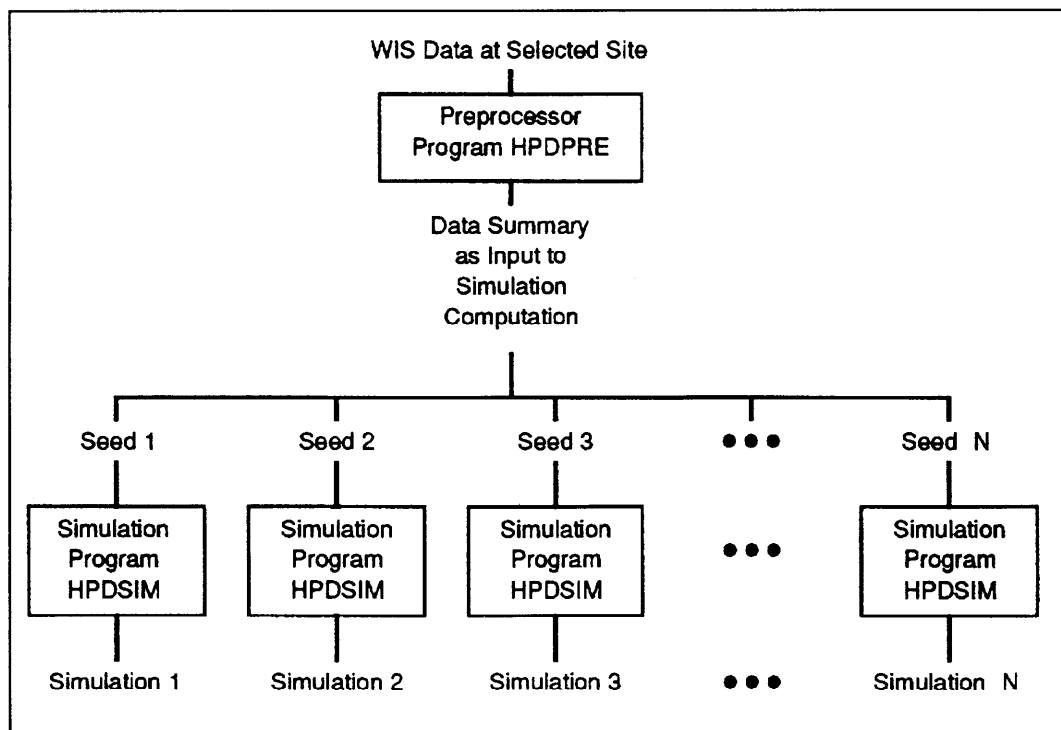 WIS Data at Selected Site
Preprocessor
Program HPDPRE
Data Summary
as Input to
Simulation
Computation
Seed 1
Seed 2
Seed 3
Seed N
Simulation
Program
HPDSIM
Simulation
Program
HPDSIM
Simulation
Program
HPDSIM
Simulation
Program
HPDSIM
Simulation 1
Simulation 2
Simulation 3
Simulation N